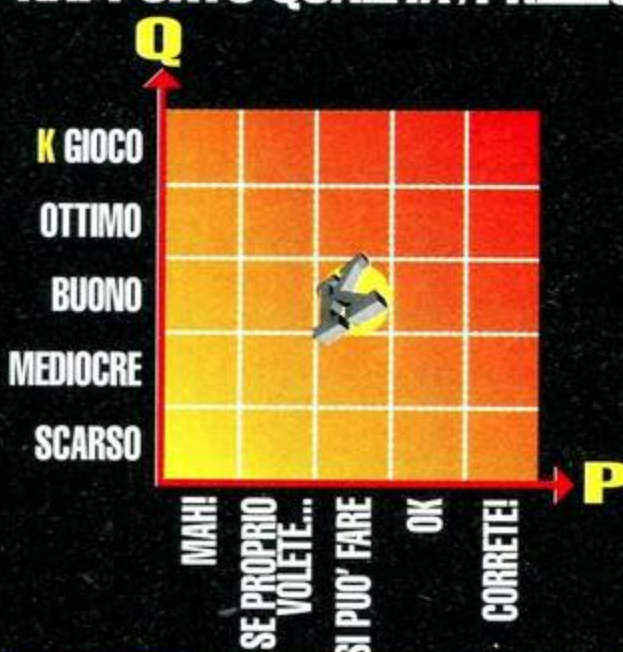 Q
K GIOCO
OTTIMO
BUONO
MEDIOCRE
SCARSO
P
MAH!
SE PROPRIO
VOLETE...
SI PUO' FARE
OK
CORRETE!